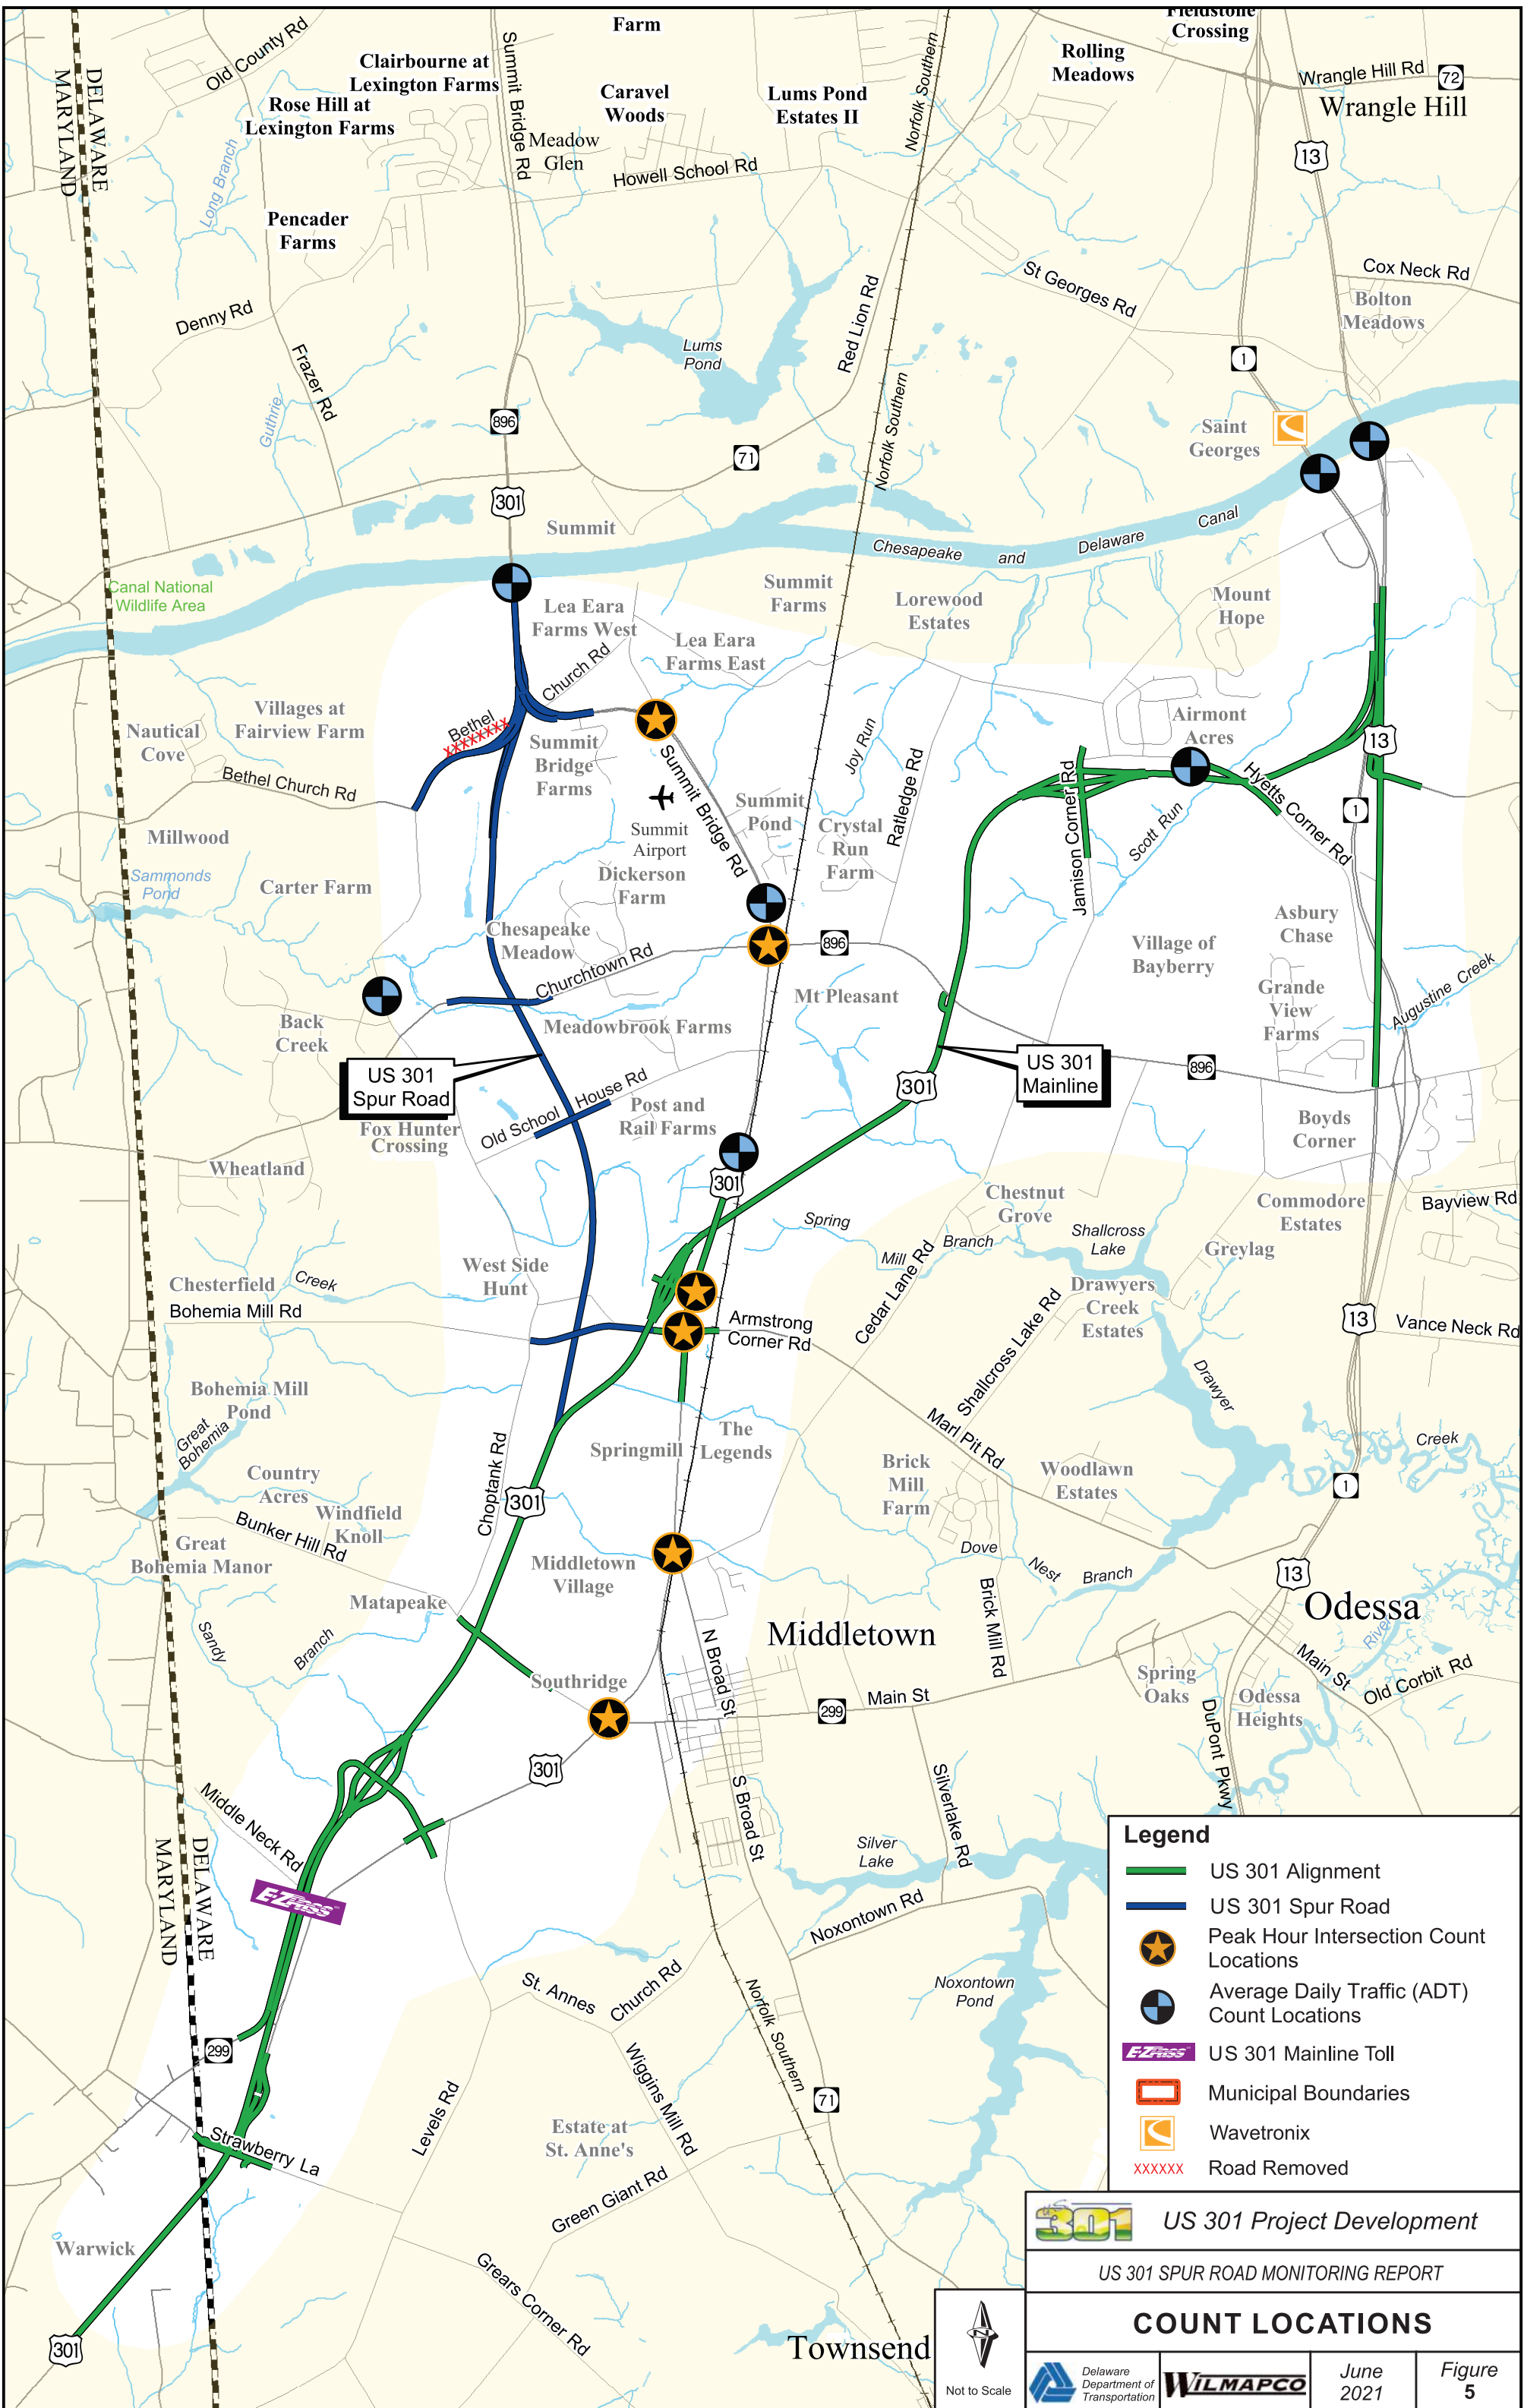 Farm
Fieldstone
Crossing
Old County Rd
Clairbourne at
Lexington Farms
Summit Bridge Rd
Rolling
Meadows
Norfolk Southern
Wrangle Hill Rd
72
Wrangle Hill
DELAWARE
MARYLAND
Rose Hill at
Lexington Farms
Caravel
Woods
Lums Pond
Estates II
Meadow
Glen
Howell School Rd
13
Long Branch
Pencader
Farms
St Georges Rd
Cox Neck Rd
Bolton
Meadows
Denny Rd
Frazer Rd
Lums
Pond
Red Lion Rd
1
Guthrie
896
71
Norfolk Southern
Saint
Georges
301
Summit
Chesapeake and Delaware Canal
Canal National
Wildlife Area
Summit
Farms
Lorewood
Estates
Mount
Hope
Lea Eara
Farms West
Lea Eara
Farms East
Church Rd
Villages at
Fairview Farm
Nautical
Cove
Bethel
XXXXXXXX
Bethel Church Rd
Summit
Bridge
Farms
Summit Bridge Rd
Joy Run
Ratledge Rd
Airmont
Acres
13
Jamison Corner Rd
Hyetts Corner Rd
Scott Run
1
Millwood
Summit
Airport
Summit
Pond
Crystal
Run
Farm
Sammonds
Pond
Carter Farm
Dickerson
Farm
Chesapeake
Meadow
Churchtown Rd
896
Village of
Bayberry
Asbury
Chase
Grande
View
Farms
Augustine Creek
Mt Pleasant
Back
Creek
Meadowbrook Farms
US 301
Spur Road
US 301
Mainline
301
896
Old School House Rd
Post and
Rail Farms
Fox Hunter
Crossing
Boyds
Corner
Wheatland
301
Chestnut
Grove
Commodore
Estates
Bayview Rd
Spring
Mill
Branch
Shallcross
Lake
Greylag
West Side
Hunt
Chesterfield
Creek
Bohemia Mill Rd
Armstrong
Corner Rd
Cedar Lane Rd
Drawyers
Creek
Estates
13
Vance Neck Rd
Shallcross Lake Rd
Drawyer
Creek
Bohemia Mill
Pond
Great
Bohemia
Marl Pit Rd
Springmill
The
Legends
Brick
Mill
Farm
Woodlawn
Estates
1
Country
Acres
Choptank Rd
301
Windfield
Knoll
Bunker Hill Rd
Great
Bohemia Manor
Middletown
Village
Dove
Nest
Branch
13
Odessa
Matapeake
Brick Mill Rd
Middletown
N Broad St
Sandy
Branch
River
Main St
Old Corbit Rd
Southridge
Main St
299
Spring
Oaks
Odessa
Heights
DuPont Pkwy
301
Middle Neck Rd
S Broad St
Silverlake Rd
Silver
Lake
DELAWARE
MARYLAND
E-ZPass
Noxontown Rd
Noxontown
Pond
St. Annes
Church Rd
Norfolk Southern
Wiggins Mill Rd
299
71
Levels Rd
Estate at
St. Anne's
Strawberry La
Green Giant Rd
Warwick
Grears Corner Rd
301
Townsend
Legend
US 301 Alignment
US 301 Spur Road
Peak Hour Intersection Count
Locations
Average Daily Traffic (ADT)
Count Locations
E-ZPass US 301 Mainline Toll
Municipal Boundaries
Wavetronix
XXXXXX Road Removed
US 301
US 301 Project Development
US 301 SPUR ROAD MONITORING REPORT
COUNT LOCATIONS
N
Not to Scale
Delaware
Department of
Transportation
WILMAPCO
June
2021
Figure
5